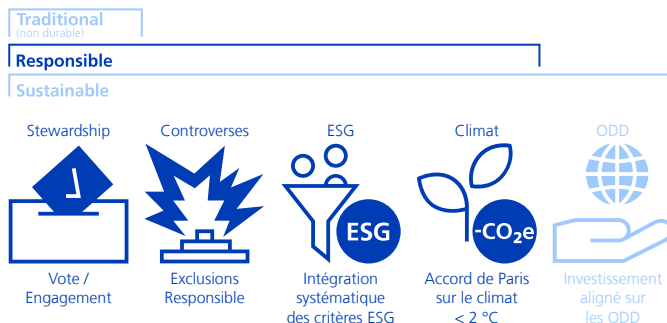 Traditional
(non durable)
Responsible
Sustainable
Stewardship
Controverses
ESG
Climat
ODD
ESG
-CO₂e
Vote /
Engagement
Exclusions
Responsible
Intégration
systématique
des critères ESG
Accord de Paris
sur le climat
< 2 °C
Investissement
aligné sur
les ODD